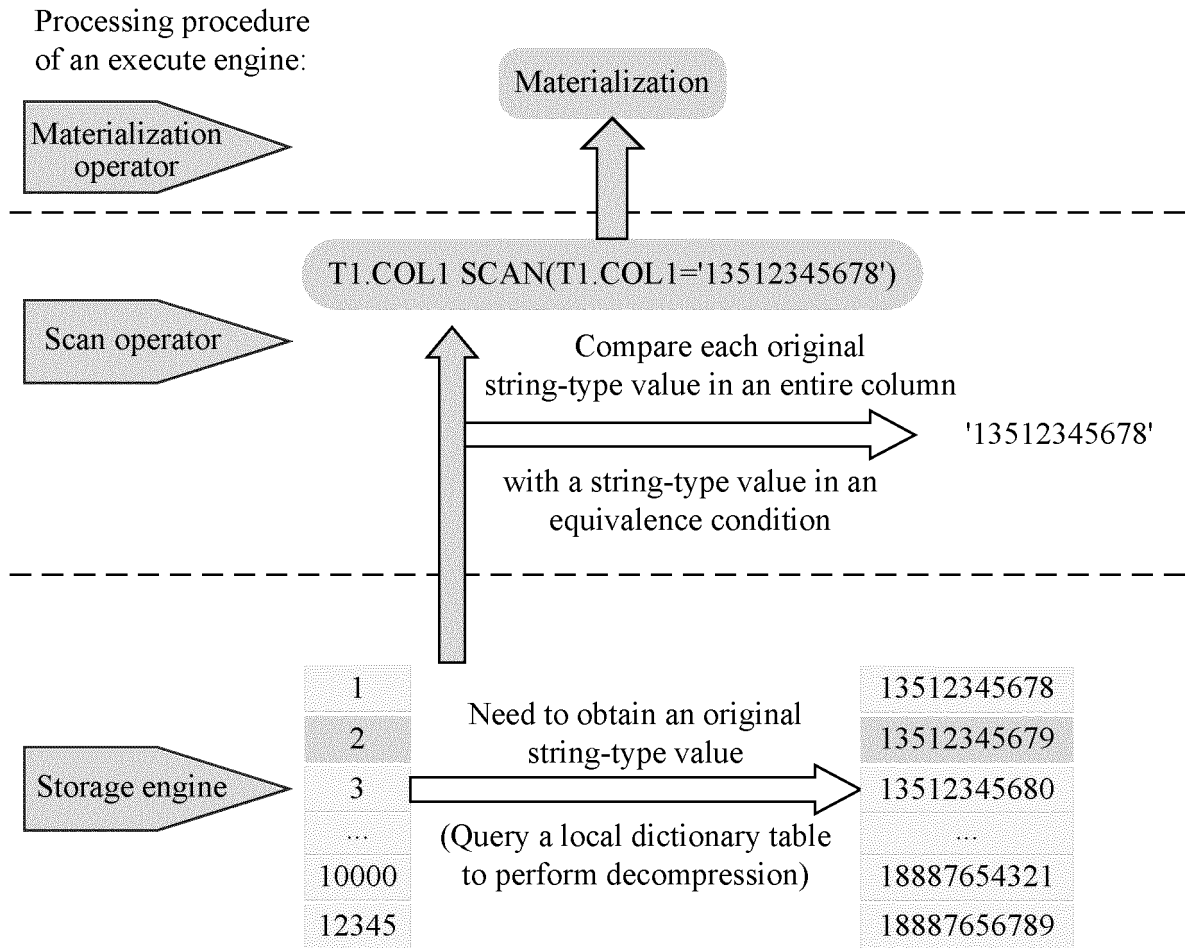 Processing procedure
of an execute engine:
Materialization
Materialization
operator
T1.COL1 SCAN(T1.COL1='13512345678')
Scan operator
Compare each original
string-type value in an entire column
'13512345678'
with a string-type value in an
equivalence condition
Storage engine
1
2
3
...
10000
12345
Need to obtain an original
string-type value
(Query a local dictionary table
to perform decompression)
13512345678
13512345679
13512345680
...
18887654321
18887656789